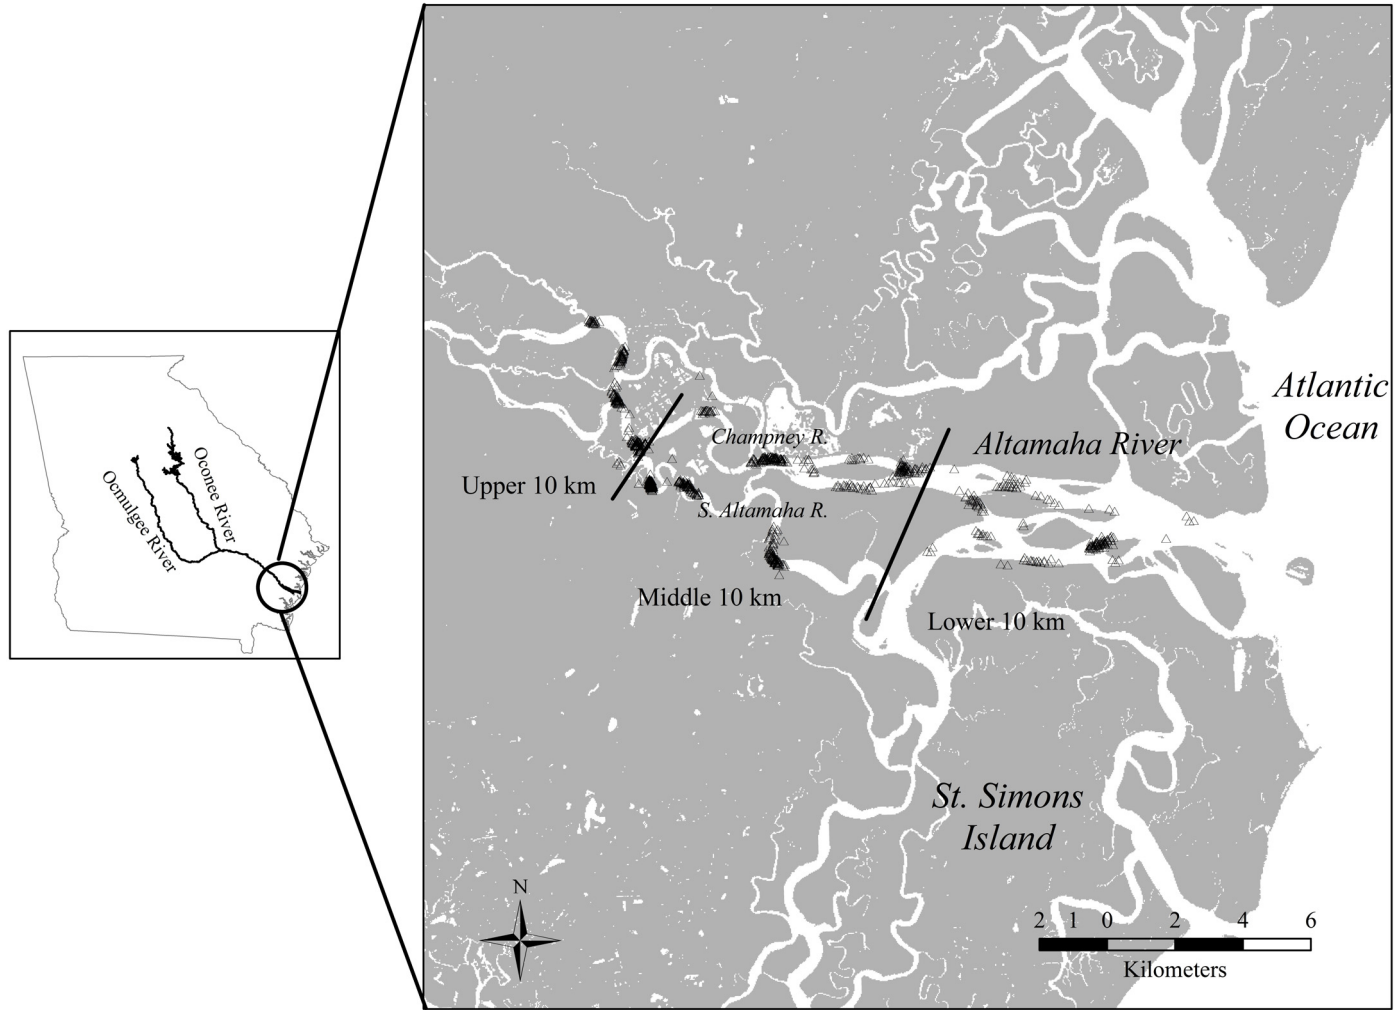 Ocmulgee River
Oconee River
Atlantic
Ocean
Altamaha River
Champney R.
Upper 10 km
S. Altamaha R.
Middle 10 km
Lower 10 km
St. Simons
Island
N
2 1 0 2 4 6
Kilometers